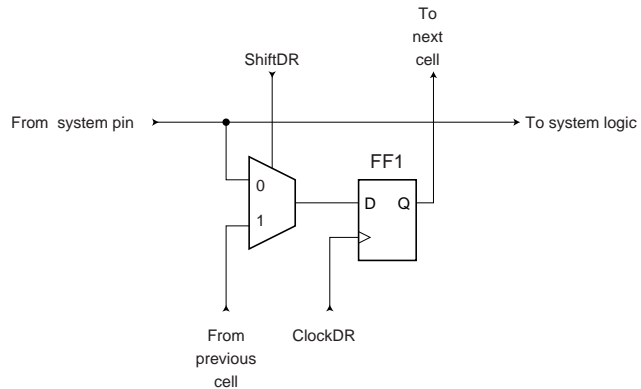 To
next
cell
ShiftDR
From system pin
To system logic
FF1
0
D Q
1
From
previous
cell
ClockDR